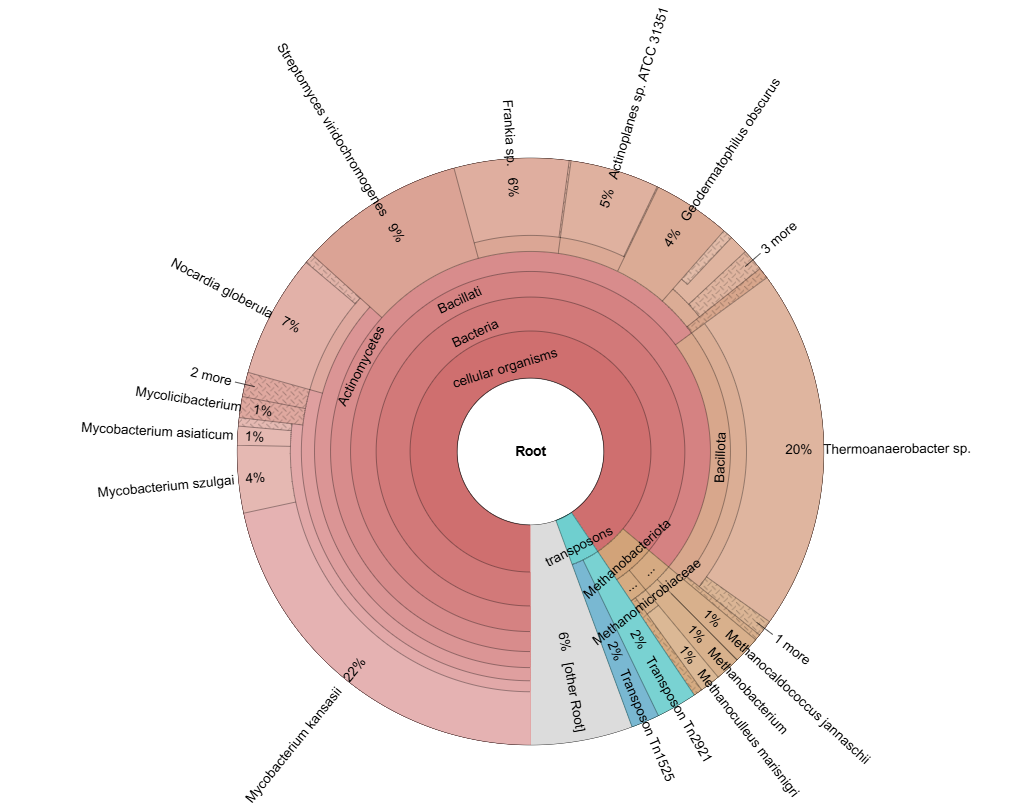 Streptomyces viridochromogenes
9%
Frankia sp.
6%
Actinoplanes sp. ATCC 31351
5%
Geodermatophilus obscurus
4%
3 more
Nocardia globerula
7%
2 more
Mycolicibacterium
1%
Mycobacterium asiaticum
1%
Mycobacterium szulgai
4%
Mycobacterium kansasii
22%
Actinomycetes
Bacillati
Bacteria
cellular organisms
Root
Bacillota
20%
Thermoanaerobacter sp.
transposons
Methanobacteriota
...
...
Methanomicrobiaceae
1 more
1% Methanocaldococcus jannaschii
1% Methanobacterium
1% Methanoculleus marisnigri
2% Transposon Tn2921
2% Transposon Tn1525
6% [other Root]